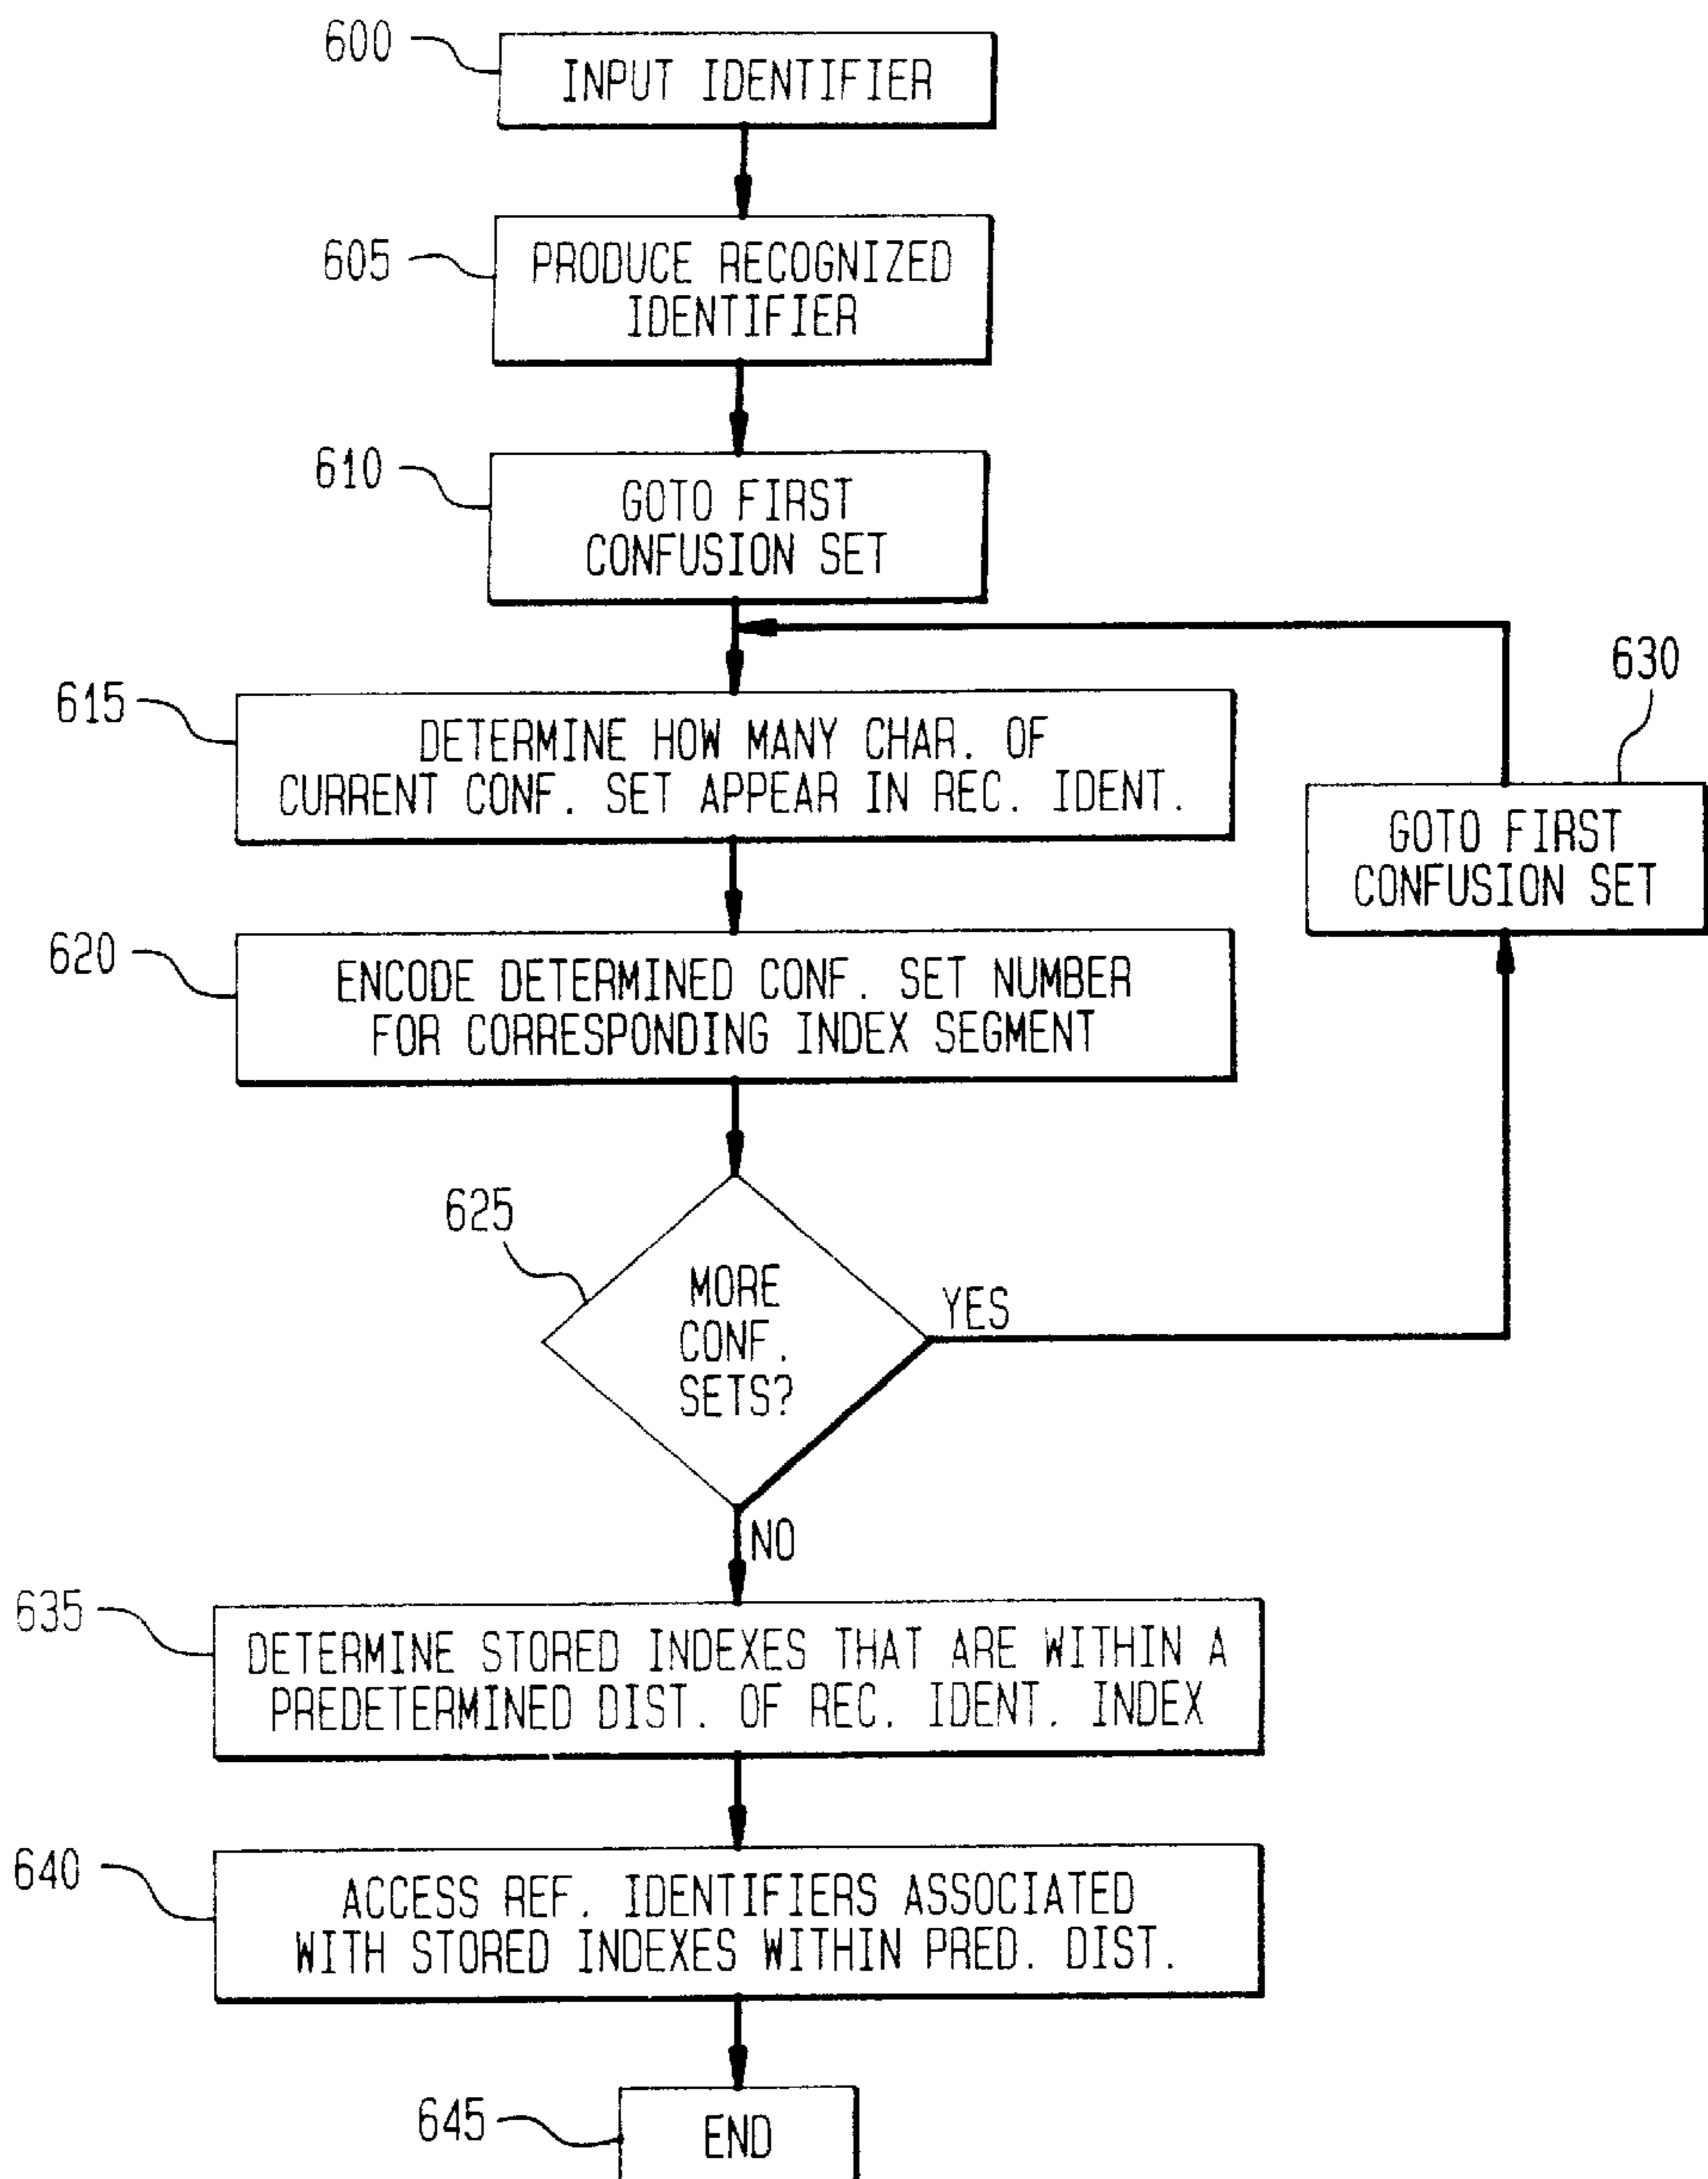 600
INPUT IDENTIFIER
605
PRODUCE RECOGNIZED
IDENTIFIER
610
GOTO FIRST
CONFUSION SET
615
DETERMINE HOW MANY CHAR. OF
CURRENT CONF. SET APPEAR IN REC. IDENT.
630
GOTO FIRST
CONFUSION SET
620
ENCODE DETERMINED CONF. SET NUMBER
FOR CORRESPONDING INDEX SEGMENT
625
MORE
CONF.
SETS?
YES
NO
635
DETERMINE STORED INDEXES THAT ARE WITHIN A
PREDETERMINED DIST. OF REC. IDENT. INDEX
640
ACCESS REF. IDENTIFIERS ASSOCIATED
WITH STORED INDEXES WITHIN PRED. DIST.
645
END